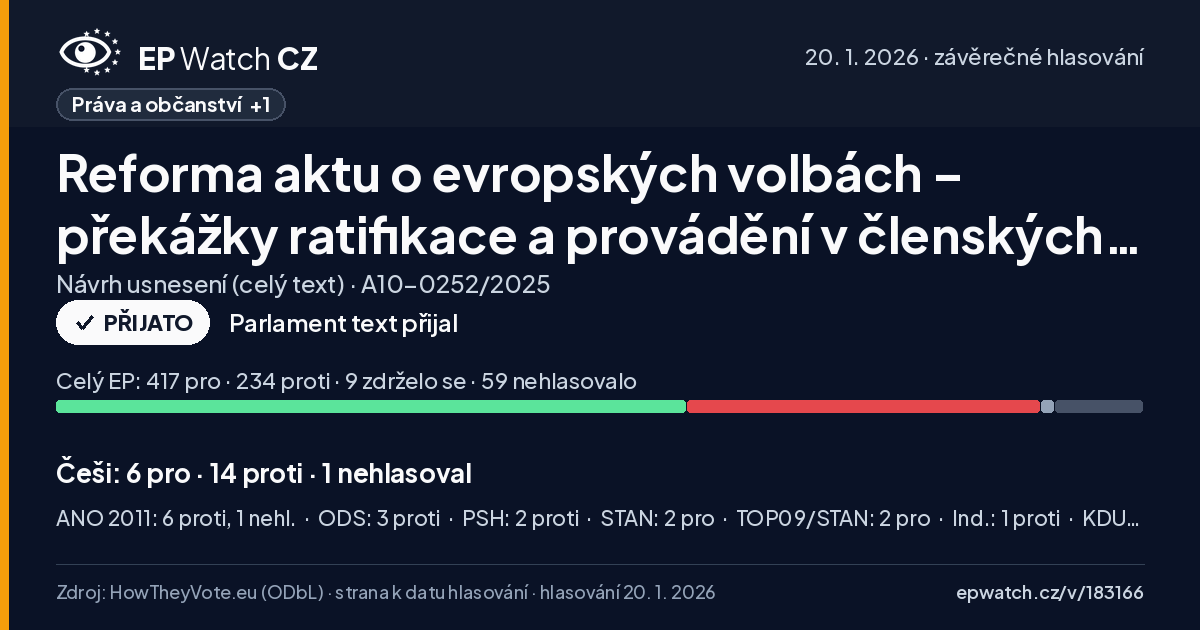 EP Watch CZ
20. 1. 2026 · závěrečné hlasování
Práva a občanství +1
Reforma aktu o evropských volbách –
překážky ratifikace a provádění v členských…
Návrh usnesení (celý text) · A10–0252/2025
✓ PŘIJATO Parlament text přijal
Celý EP: 417 pro · 234 proti · 9 zdrželo se · 59 nehlasovalo
Češi: 6 pro · 14 proti · 1 nehlasoval
ANO 2011: 6 proti, 1 nehl. · ODS: 3 proti · PSH: 2 proti · STAN: 2 pro · TOP09/STAN: 2 pro · Ind.: 1 proti · KDU…
Zdroj: HowTheyVote.eu (ODbL) · strana k datu hlasování · hlasování 20. 1. 2026
epwatch.cz/v/183166